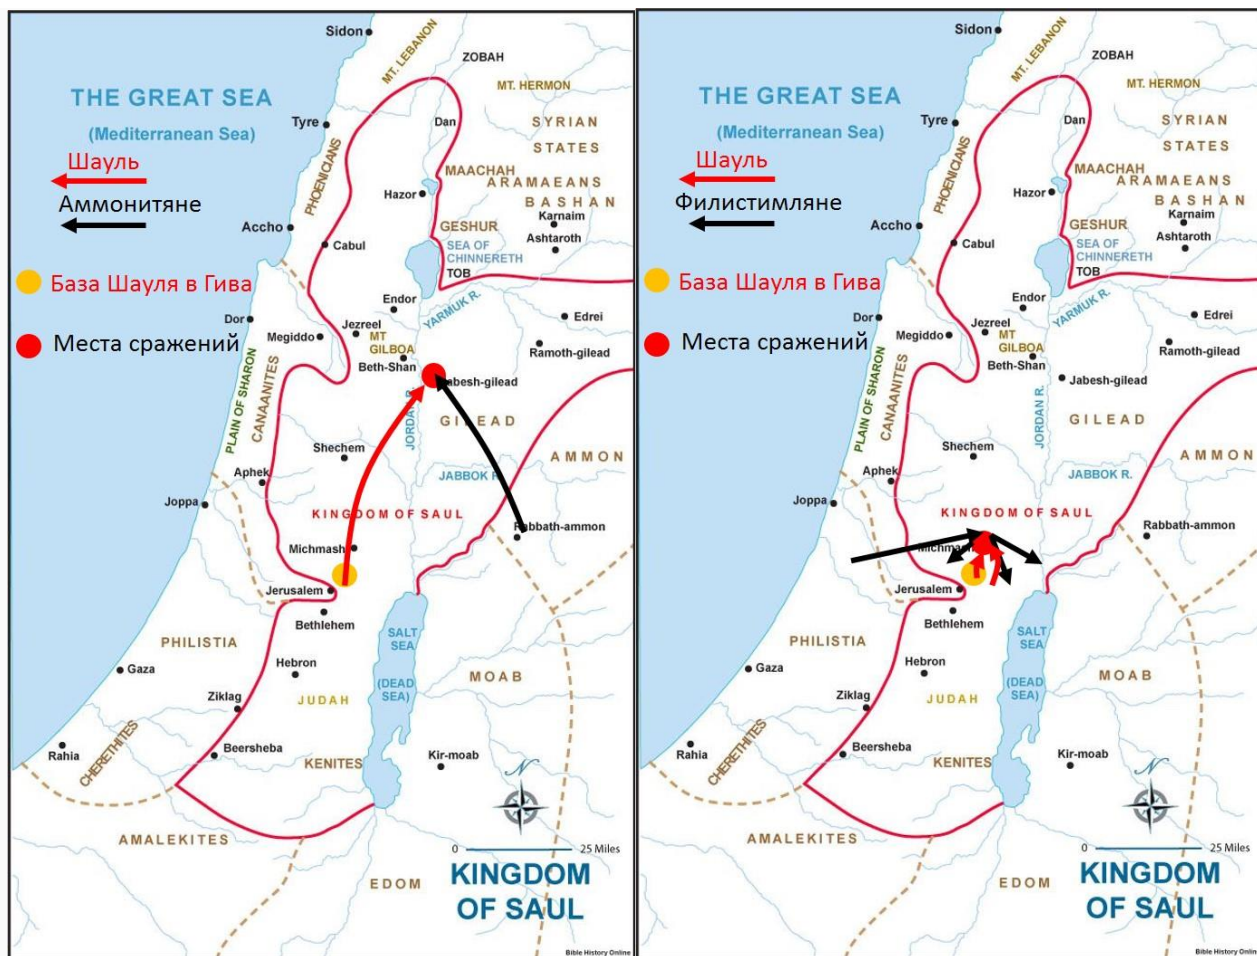 Sidon
MT. LEBANON
ZOBAH
MT. HERMON
THE GREAT SEA
(Mediterranean Sea)
Tyre
Dan
SYRIAN
STATES
PHOENICIANS
MAACHAH
ARAMAEANS
BASHAN
Шауль
Аммонитяне
Hazor
Karnaim
Ashtaroth
Accho
Cabul
GESHUR
SEA OF
CHINNERETH
TOB
База Шауля в Гива
Endor
YARMUK R.
Dor
Megiddo
Jezreel
MT
GILBOA
Beth-Shan
Edrei
Ramoth-gilead
Места сражений
Jabesh-gilead
PLAIN OF SHARON
CANAANITES
JORDAN R.
GILEAD
Shechem
AMMON
Aphek
JABBOK R.
Joppa
KINGDOM OF SAUL
Rabbath-ammon
Michmash
Jerusalem
Bethlehem
PHILISTIA
SALT
SEA
(DEAD
SEA)
Gaza
Hebron
MOAB
Ziklag
JUDAH
CHERETHITES
Rahia
Beersheba
KENITES
Kir-moab
N
AMALEKITES
0 25 Miles
EDOM
KINGDOM
OF SAUL
Bible History Online
Sidon
MT. LEBANON
ZOBAH
MT. HERMON
THE GREAT SEA
(Mediterranean Sea)
Tyre
Dan
SYRIAN
STATES
PHOENICIANS
MAACHAH
ARAMAEANS
BASHAN
Шауль
Филистимляне
Hazor
Karnaim
Ashtaroth
Accho
Cabul
GESHUR
SEA OF
CHINNERETH
TOB
База Шауля в Гива
Endor
YARMUK R.
Dor
Megiddo
Jezreel
MT
GILBOA
Beth-Shan
Edrei
Ramoth-gilead
Места сражений
Jabesh-gilead
PLAIN OF SHARON
CANAANITES
JORDAN R.
GILEAD
Shechem
AMMON
Aphek
JABBOK R.
Joppa
KINGDOM OF SAUL
Rabbath-ammon
Michmash
Jerusalem
Bethlehem
PHILISTIA
SALT
SEA
(DEAD
SEA)
Gaza
Hebron
MOAB
Ziklag
JUDAH
CHERETHITES
Rahia
Beersheba
KENITES
Kir-moab
N
AMALEKITES
0 25 Miles
EDOM
KINGDOM
OF SAUL
Bible History Online